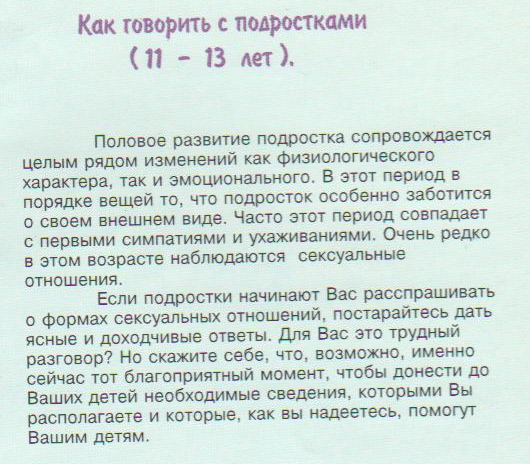 Как говорить с подростками
( 11 – 13 лет ).
Половое развитие подростка сопровождается
целым рядом изменений как физиологического
характера, так и эмоционального. В этот период в
порядке вещей то, что подросток особенно заботится
о своем внешнем виде. Часто этот период совпадает
с первыми симпатиями и ухаживаниями. Очень редко
в этом возрасте наблюдаются сексуальные
отношения.
Если подростки начинают Вас расспрашивать
о формах сексуальных отношений, постарайтесь дать
ясные и доходчивые ответы. Для Вас это трудный
разговор? Но скажите себе, что, возможно, именно
сейчас тот благоприятный момент, чтобы донести до
Ваших детей необходимые сведения, которыми Вы
располагаете и которые, как вы надеетесь, помогут
Вашим детям.